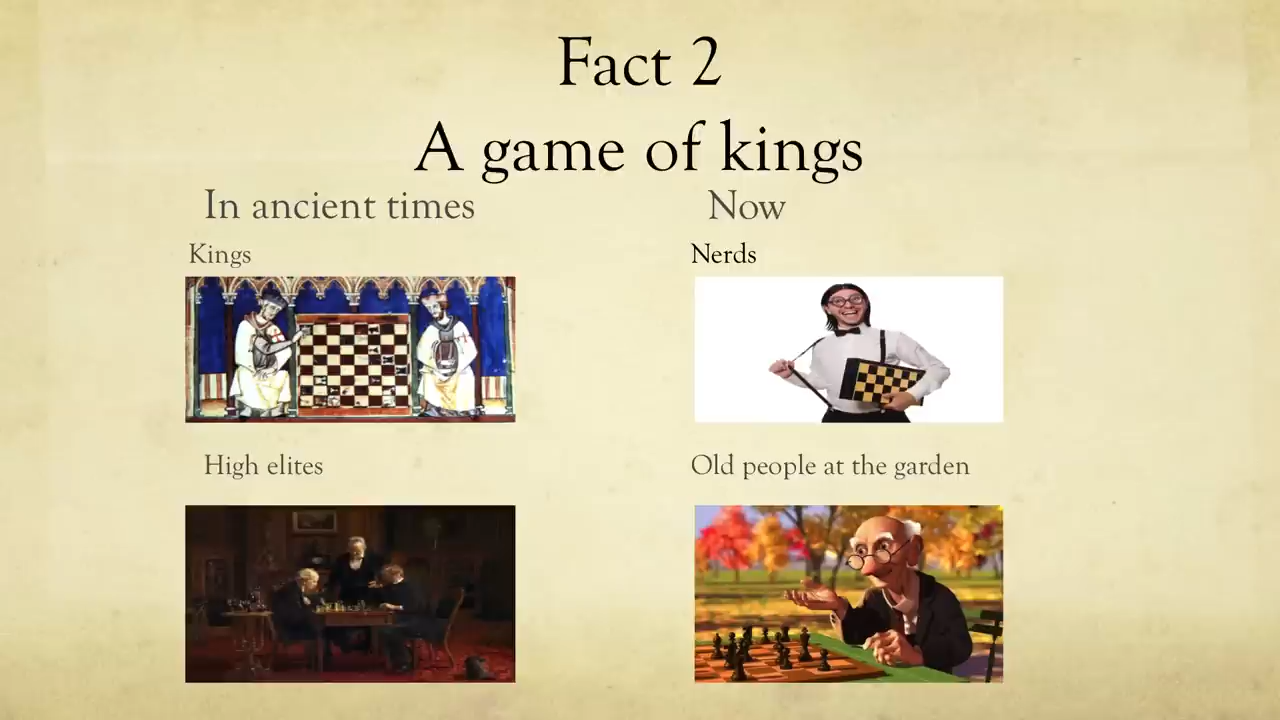 Fact 2
A game of kings
In ancient times
Now
Kings
Nerds
High elites
Old people at the garden